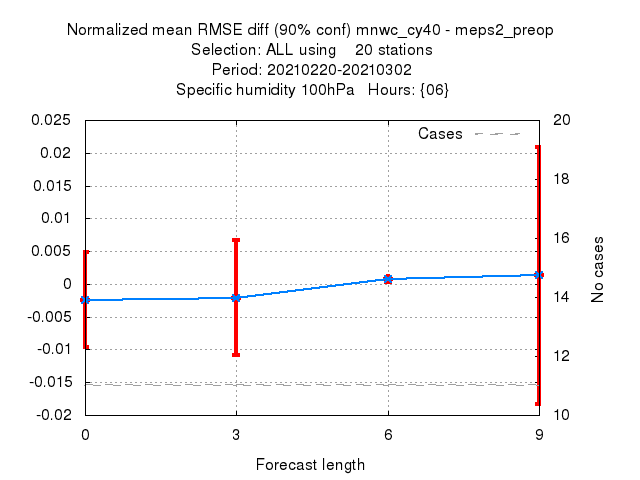 Normalized mean RMSE diff (90% conf) mnwc_cy40 - meps2_preop
Selection: ALL using    20 stations
Period: 20210220-20210302
Specific humidity 100hPa   Hours: {06}
Cases
0.025
0.02
0.015
0.01
0.005
0
-0.005
-0.01
-0.015
-0.02
20
18
16
14
12
10
No cases
0 3 6 9
Forecast length